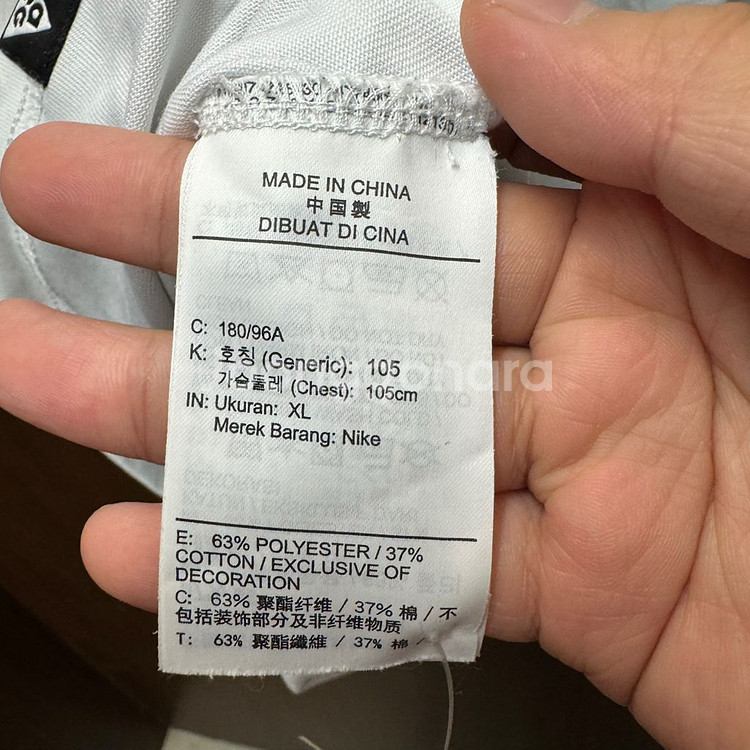 MADE IN CHINA
中国製
DIBUAT DI CINA
C: 180/96A
K: 호칭 (Generic): 105
가슴둘레 (Chest): 105cm
IN: Ukuran: XL
Merek Barang: Nike
E: 63% POLYESTER / 37%
COTTON / EXCLUSIVE OF
DECORATION
C: 63% 聚酯纤维 / 37% 棉 / 不
包括装饰部分及非纤维物质
T: 63% 聚酯纖維 / 37% 棉 /